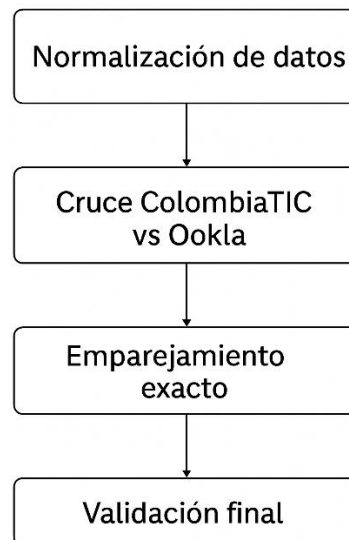 Normalización de datos
Cruce ColombiaTIC
vs Ookla
Emparejamiento
exacto
Validación final